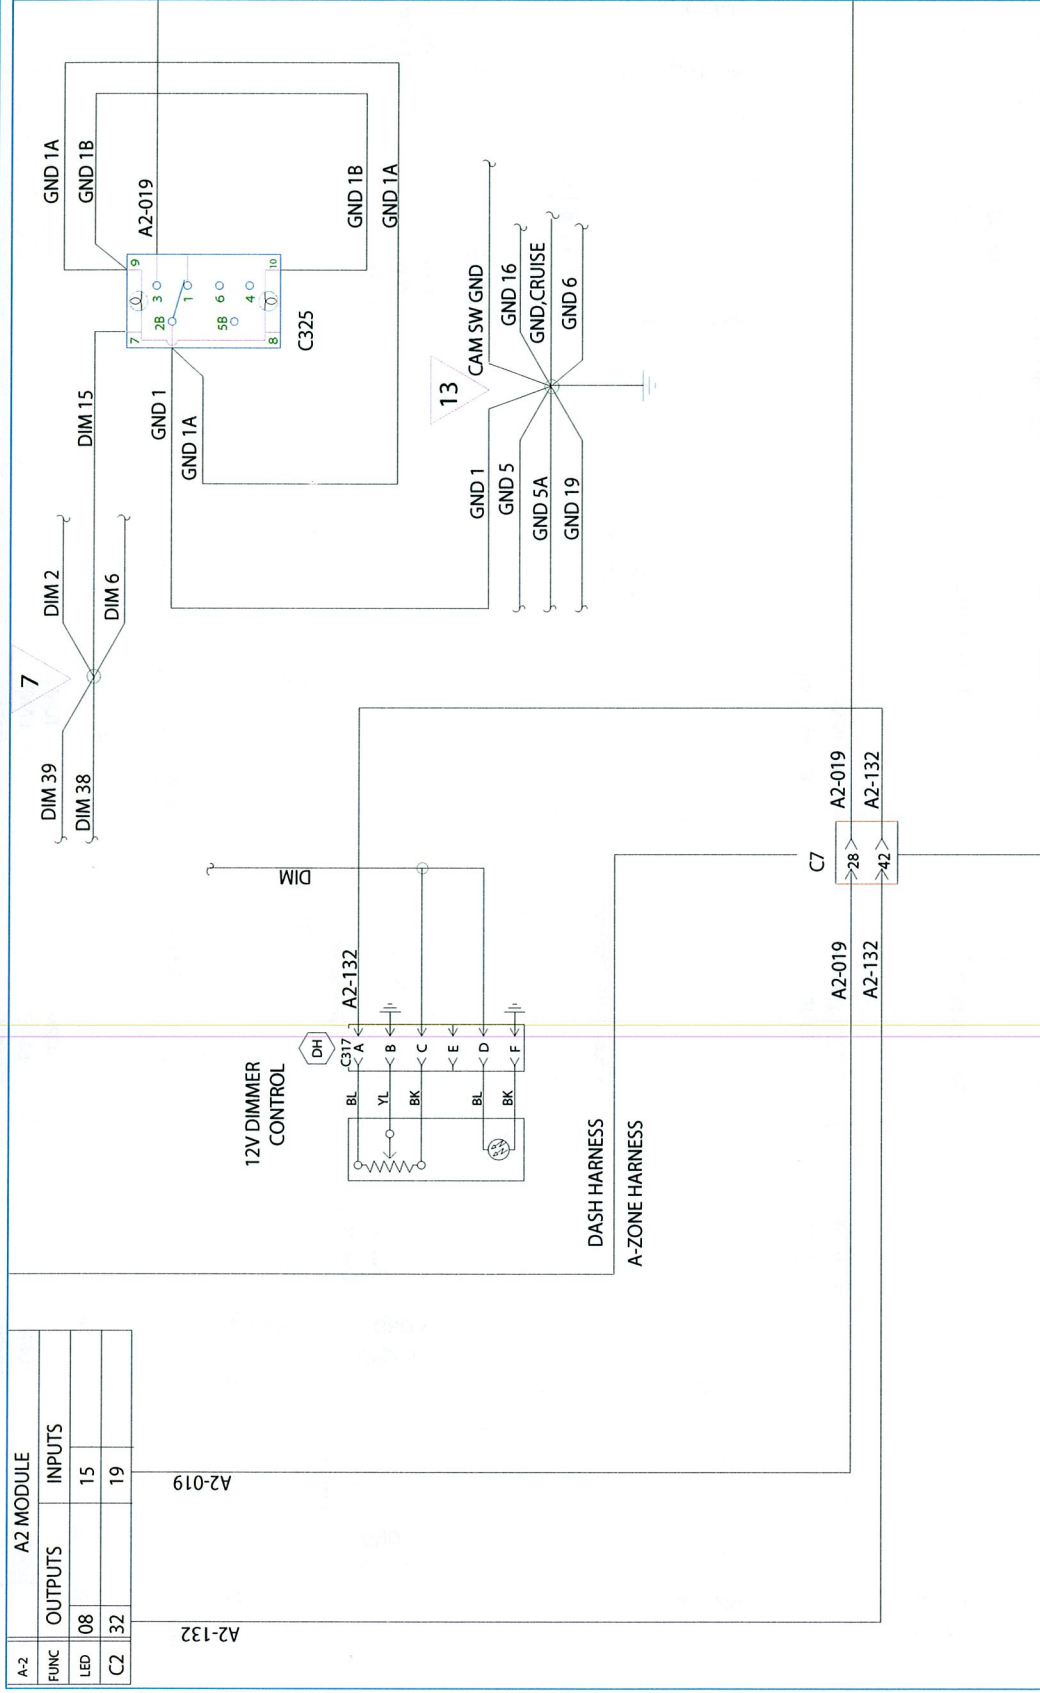 A-2
A2 MODULE
FUNC
OUTPUTS
INPUTS
LED
08
15
C2
32
19
A2-132
A2-019
12V DIMMER
CONTROL
DH
C317
A
B
C
E
D
F
BL
YL
BK
BL
BK
A2-132
DIM
DASH HARNESS
A-ZONE HARNESS
C7
28
42
A2-019
A2-132
A2-019
A2-132
7
DIM 39
DIM 38
DIM 2
DIM 6
DIM 15
GND 1
GND 1A
GND 1A
GND 1B
A2-019
7
9
2B
3
1
5B
6
4
8
10
C325
GND 1B
GND 1A
13
GND 1
GND 5
GND 5A
GND 19
CAM SW GND
GND 16
GND,CRUISE
GND 6